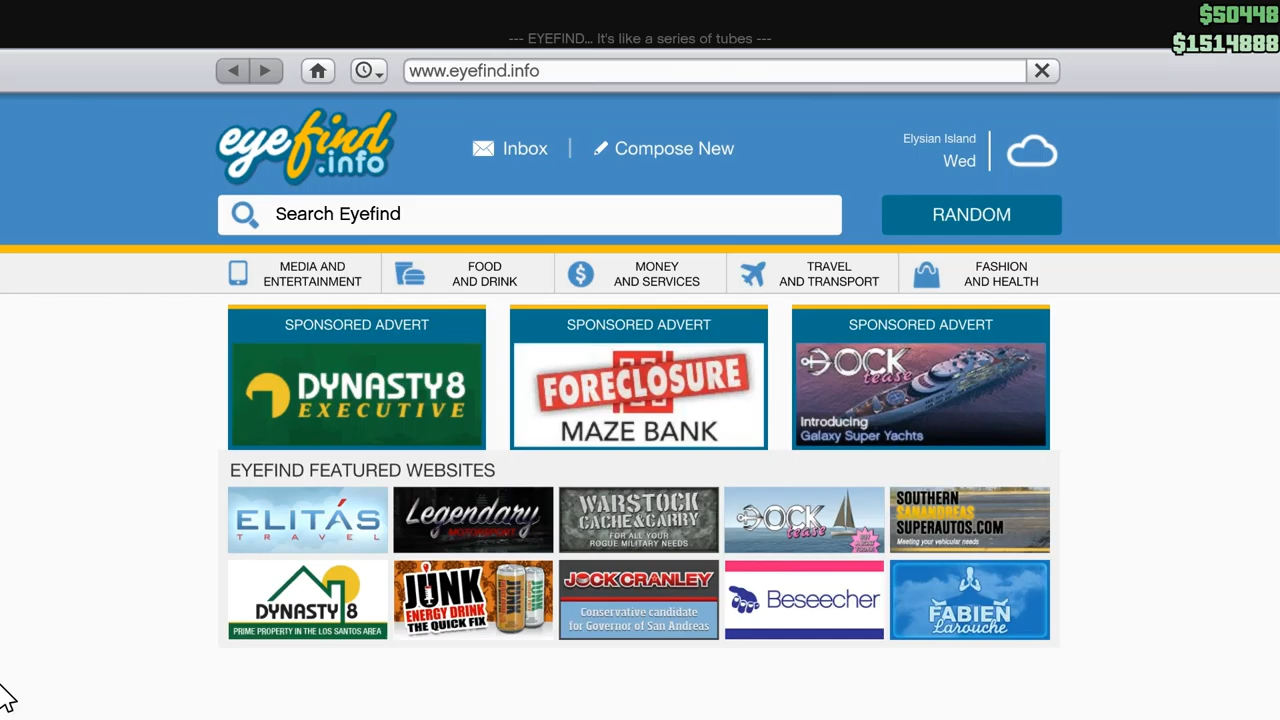 $50448
--- EYEFIND... It's like a series of tubes ---
$1514888
www.eyefind.info
eyefind
.info
Inbox
Compose New
Elysian Island
Wed
Search Eyefind
RANDOM
MEDIA AND
ENTERTAINMENT
FOOD
AND DRINK
MONEY
AND SERVICES
TRAVEL
AND TRANSPORT
FASHION
AND HEALTH
SPONSORED ADVERT
DYNASTY8
EXECUTIVE
SPONSORED ADVERT
FORECLOSURE
MAZE BANK
SPONSORED ADVERT
DOCK
tease
Introducing
Galaxy Super Yachts
EYEFIND FEATURED WEBSITES
ELITÁS
TRAVEL
Legendary
MOTORSPORT
WARSTOCK
CACHE&CARRY
FOR ALL YOUR
ROGUE MILITARY NEEDS
DOCK
tease
SOUTHERN
SANANDREAS
SUPERAUTOS.COM
Meeting your vehicular needs
DYNASTY 8
PRIME PROPERTY IN THE LOS SANTOS AREA
JUNK
ENERGY DRINK
THE QUICK FIX
JOCK CRANLEY
Conservative candidate
for Governor of San Andreas
Beseecher
FABIEN
Larouche